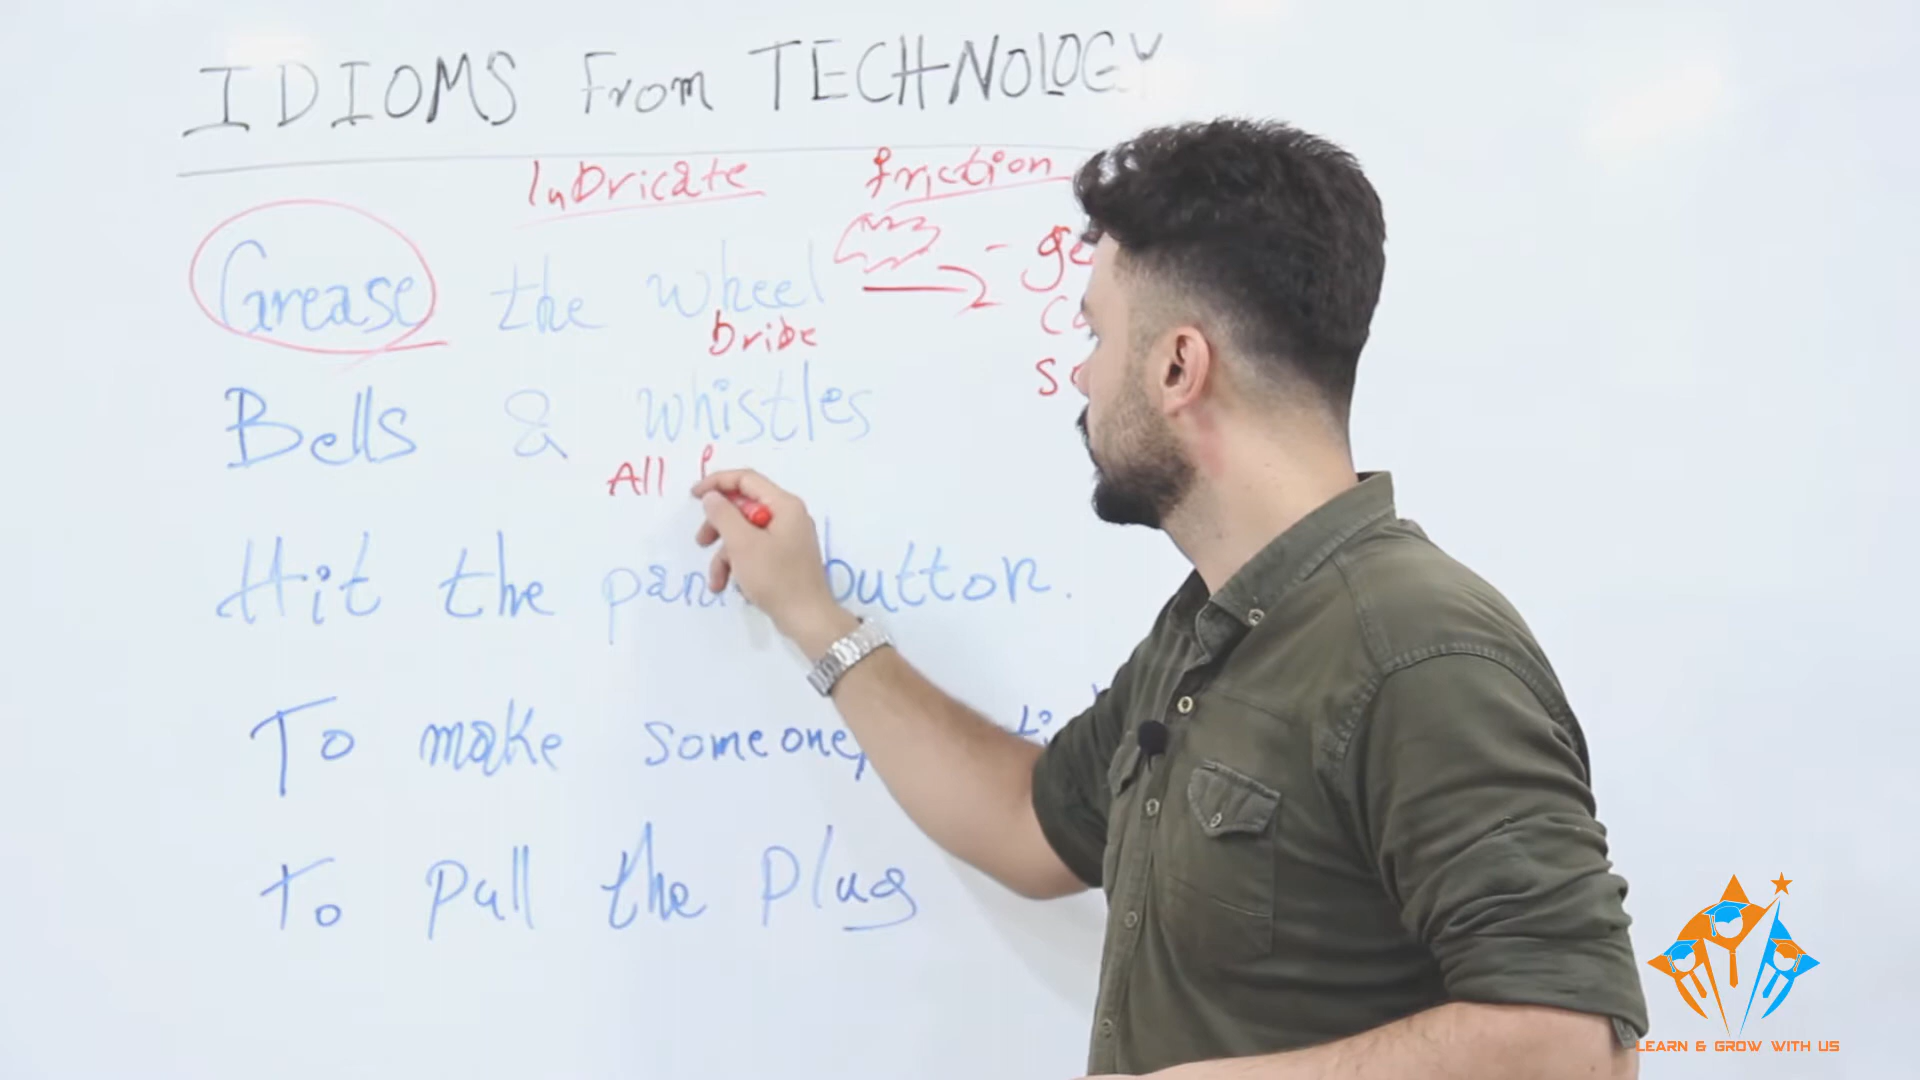 IDIOMS From TECHNOLOGY
lubricate friction
Grease the wheel
bribe
Bells & whistles
All
Hit the button.
To make someone
To pull the plug
LEARN & GROW WITH US